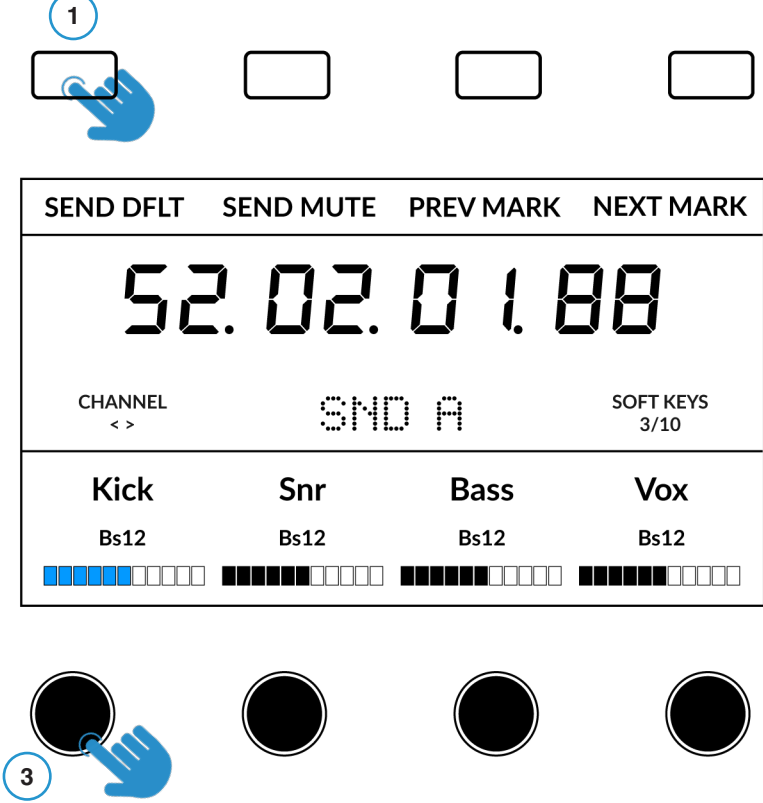 1
SEND DFLT SEND MUTE PREV MARK NEXT MARK
52.02.01.88
CHANNEL SND A SOFT KEYS
< > 3/10
Kick Snr Bass Vox
Bs12 Bs12 Bs12 Bs12
3